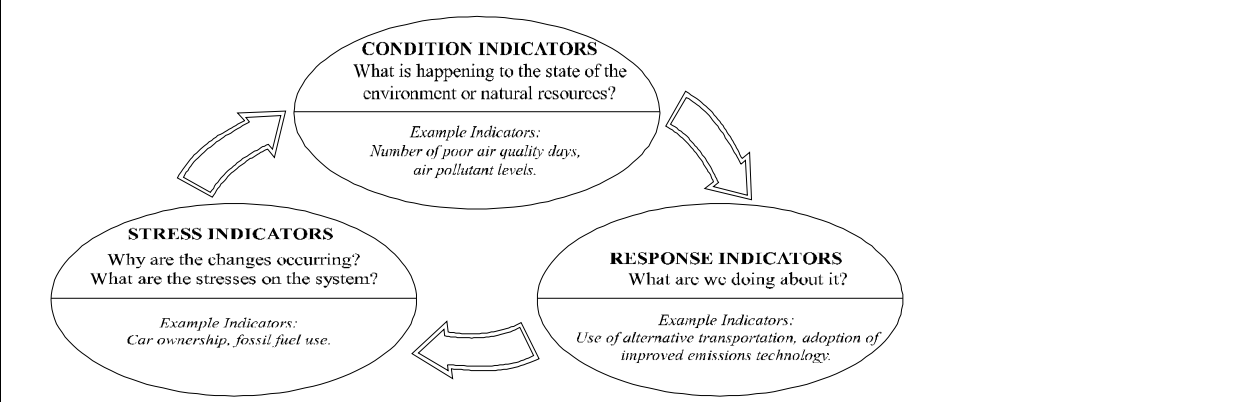 CONDITION INDICATORS
What is happening to the state of the
environment or natural resources?
Example Indicators:
Number of poor air quality days,
air pollutant levels.
STRESS INDICATORS
Why are the changes occurring?
What are the stresses on the system?
Example Indicators:
Car ownership, fossil fuel use.
RESPONSE INDICATORS
What are we doing about it?
Example Indicators:
Use of alternative transportation, adoption of
improved emissions technology.